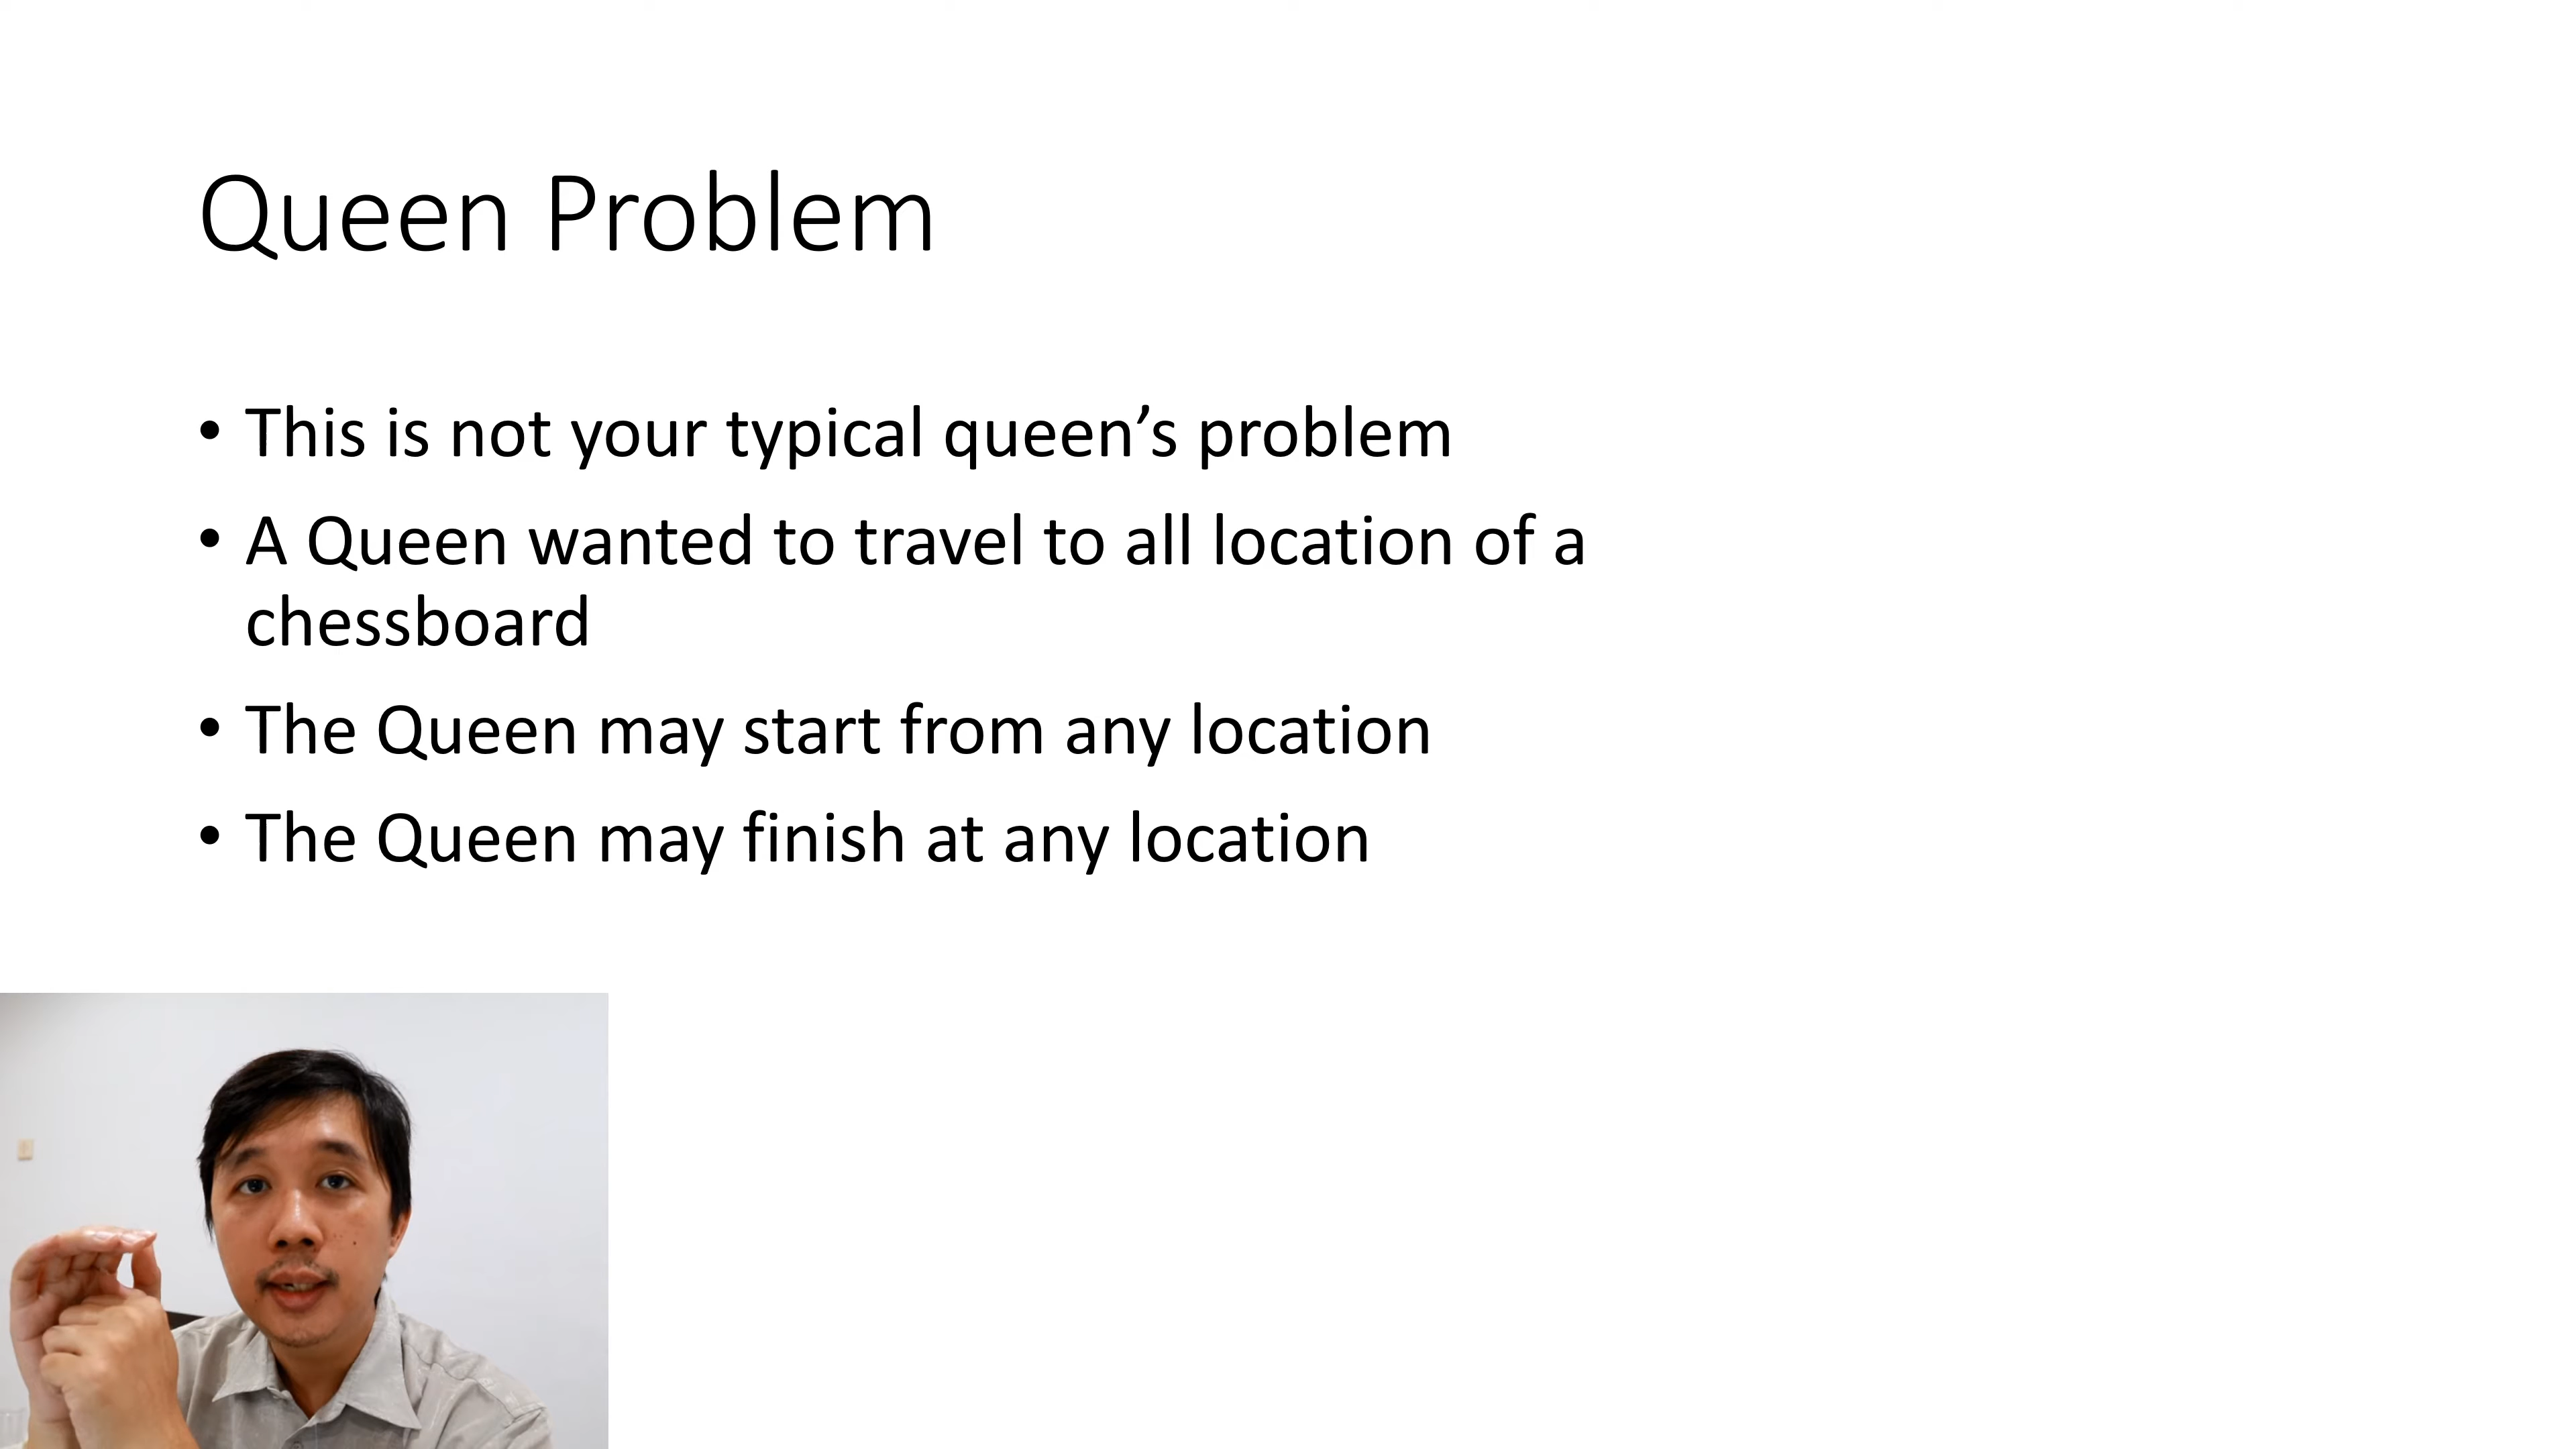 Queen Problem
• This is not your typical queen’s problem
• A Queen wanted to travel to all location of a
chessboard
• The Queen may start from any location
• The Queen may finish at any location